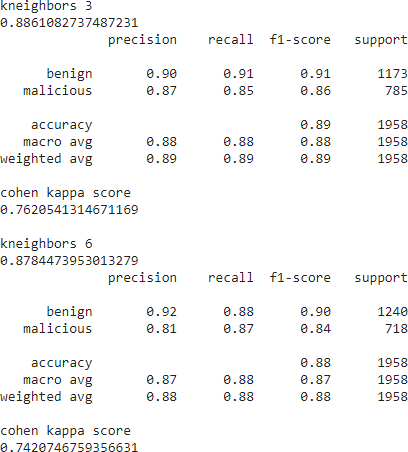 kneighbors 3
0.8861082737487231
precision recall f1-score support
benign 0.90 0.91 0.91 1173
malicious 0.87 0.85 0.86 785
accuracy 0.89 1958
macro avg 0.88 0.88 0.88 1958
weighted avg 0.89 0.89 0.89 1958
cohen kappa score
0.7620541314671169
kneighbors 6
0.8784473953013279
precision recall f1-score support
benign 0.92 0.88 0.90 1240
malicious 0.81 0.87 0.84 718
accuracy 0.88 1958
macro avg 0.87 0.88 0.87 1958
weighted avg 0.88 0.88 0.88 1958
cohen kappa score
0.7420746759356631